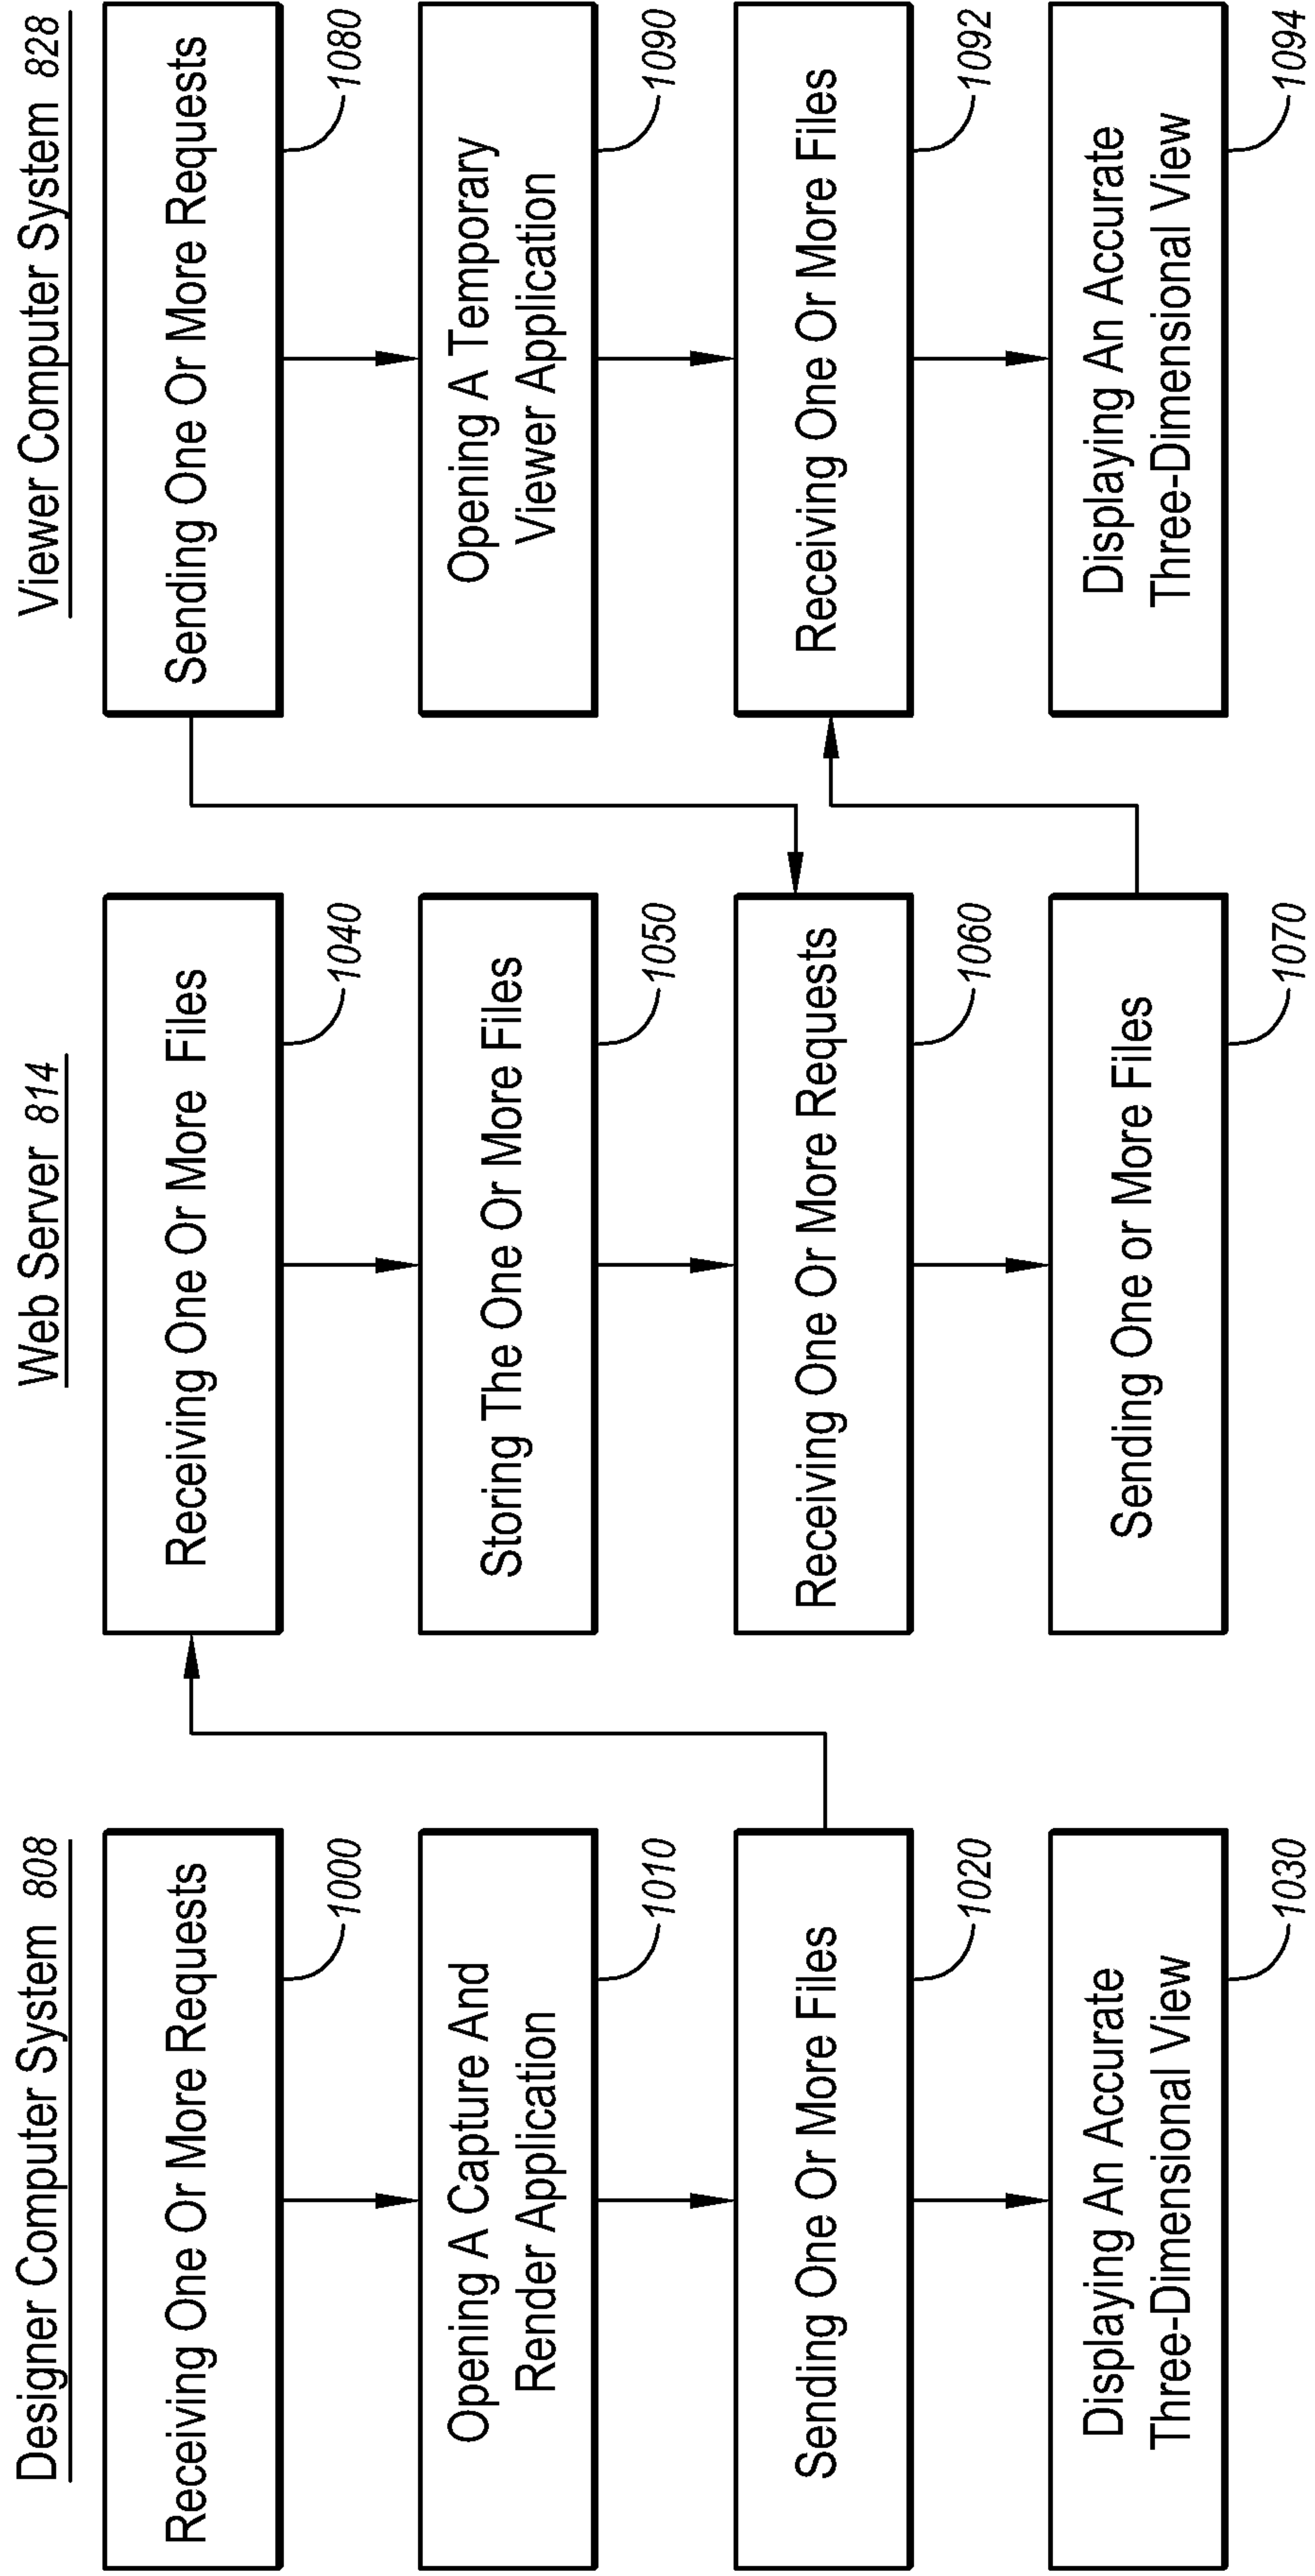 Designer Computer System 808
Receiving One Or More Requests
1000
Opening A Capture And
Render Application
1010
Sending One Or More Files
1020
Displaying An Accurate
Three-Dimensional View
1030
Web Server 814
Receiving One Or More Files
1040
Storing The One Or More Files
1050
Receiving One Or More Requests
1060
Sending One or More Files
1070
Viewer Computer System 828
Sending One Or More Requests
1080
Opening A Temporary
Viewer Application
1090
Receiving One Or More Files
1092
Displaying An Accurate
Three-Dimensional View
1094